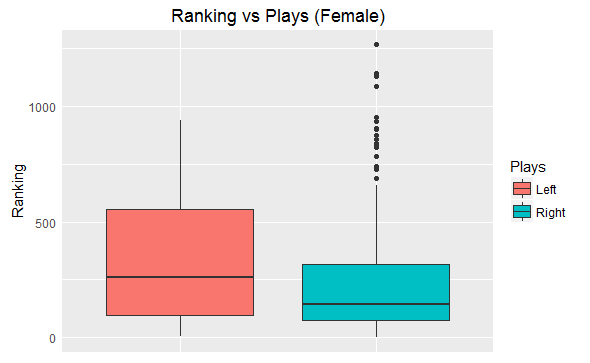 Ranking vs Plays (Female)
1000
500
0
Ranking
Plays
Left
Right